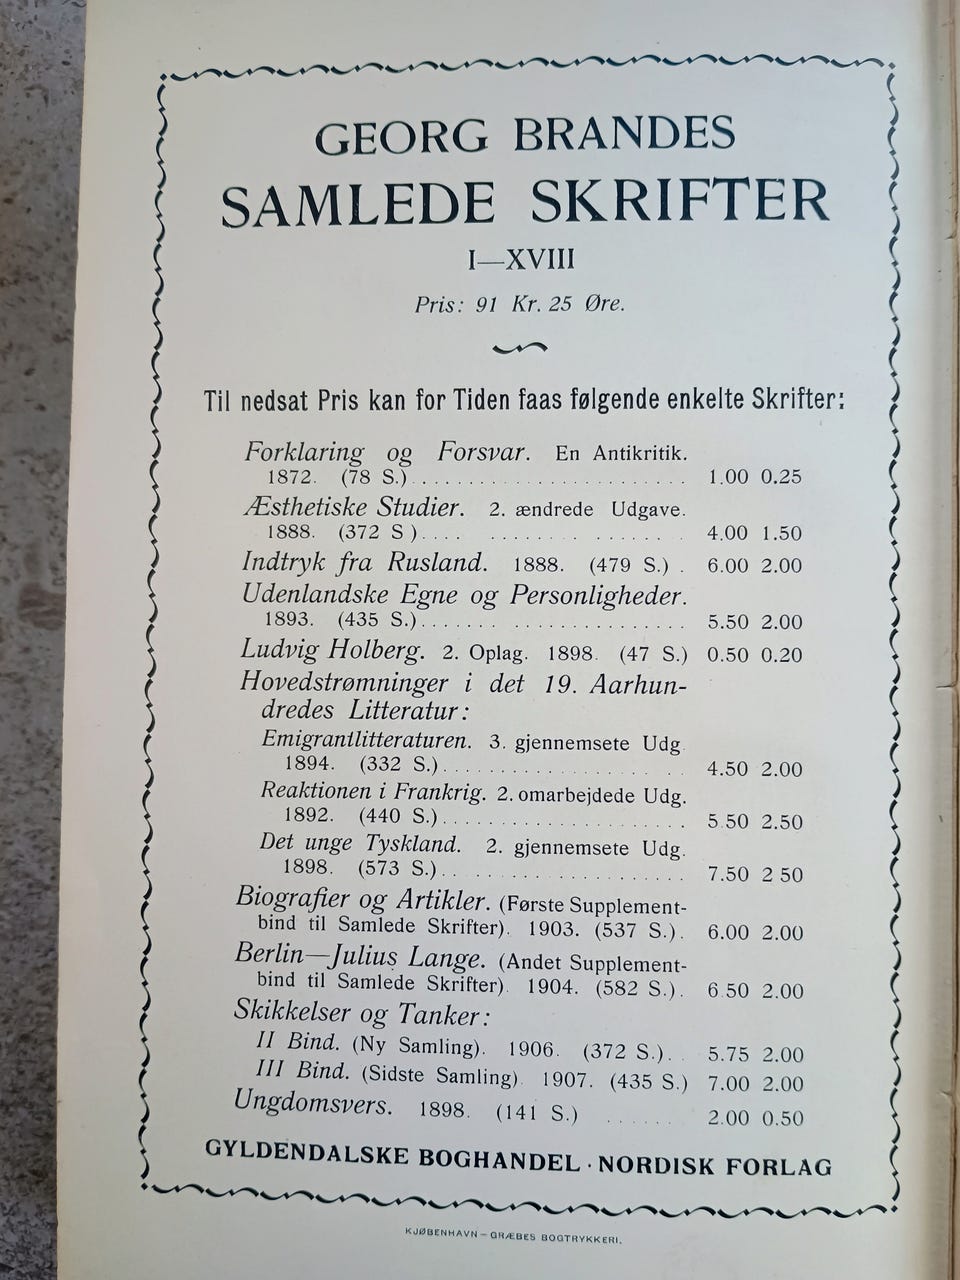 GEORG BRANDES
SAMLEDE SKRIFTER
I—XVIII
Pris: 91 Kr. 25 Øre.
Til nedsat Pris kan for Tiden faas følgende enkelte Skrifter:
Forklaring og Forsvar. En Antikritik.
1872. (78 S.) . . . . . . . . . . . . . . . . . . . . . . . 1.00 0.25
Æsthetiske Studier. 2. ændrede Udgave.
1888. (372 S ) . . . . . . . . . . . . . . . . . . . 4.00 1.50
Indtryk fra Rusland. 1888. (479 S.) . 6.00 2.00
Udenlandske Egne og Personligheder.
1893. (435 S.) . . . . . . . . . . . . . . . . . . . . . 5.50 2.00
Ludvig Holberg. 2. Oplag. 1898. (47 S.) 0.50 0.20
Hovedstrømninger i det 19. Aarhun-
dredes Litteratur:
Emigrantlitteraturen. 3. gjennemsete Udg.
1894. (332 S.) . . . . . . . . . . . . . . . . . . . . 4.50 2.00
Reaktionen i Frankrig. 2. omarbejdede Udg.
1892. (440 S.) . . . . . . . . . . . . . . . . . . . . 5.50 2.50
Det unge Tyskland. 2. gjennemsete Udg.
1898. (573 S.) . . . . . . . . . . . . . . . . . . . . 7.50 2 50
Biografier og Artikler. (Første Supplement-
bind til Samlede Skrifter). 1903. (537 S.) . 6.00 2.00
Berlin—Julius Lange. (Andet Supplement-
bind til Samlede Skrifter) 1904. (582 S.) . 6 50 2.00
Skikkelser og Tanker:
II Bind. (Ny Samling). 1906. (372 S.) . . 5.75 2.00
III Bind. (Sidste Samling) 1907. (435 S.) 7.00 2.00
Ungdomsvers. 1898. (141 S.) . . . . . . 2.00 0.50
GYLDENDALSKE BOGHANDEL · NORDISK FORLAG
KJØBENHAVN — GRÆBES BOGTRYKKERI.